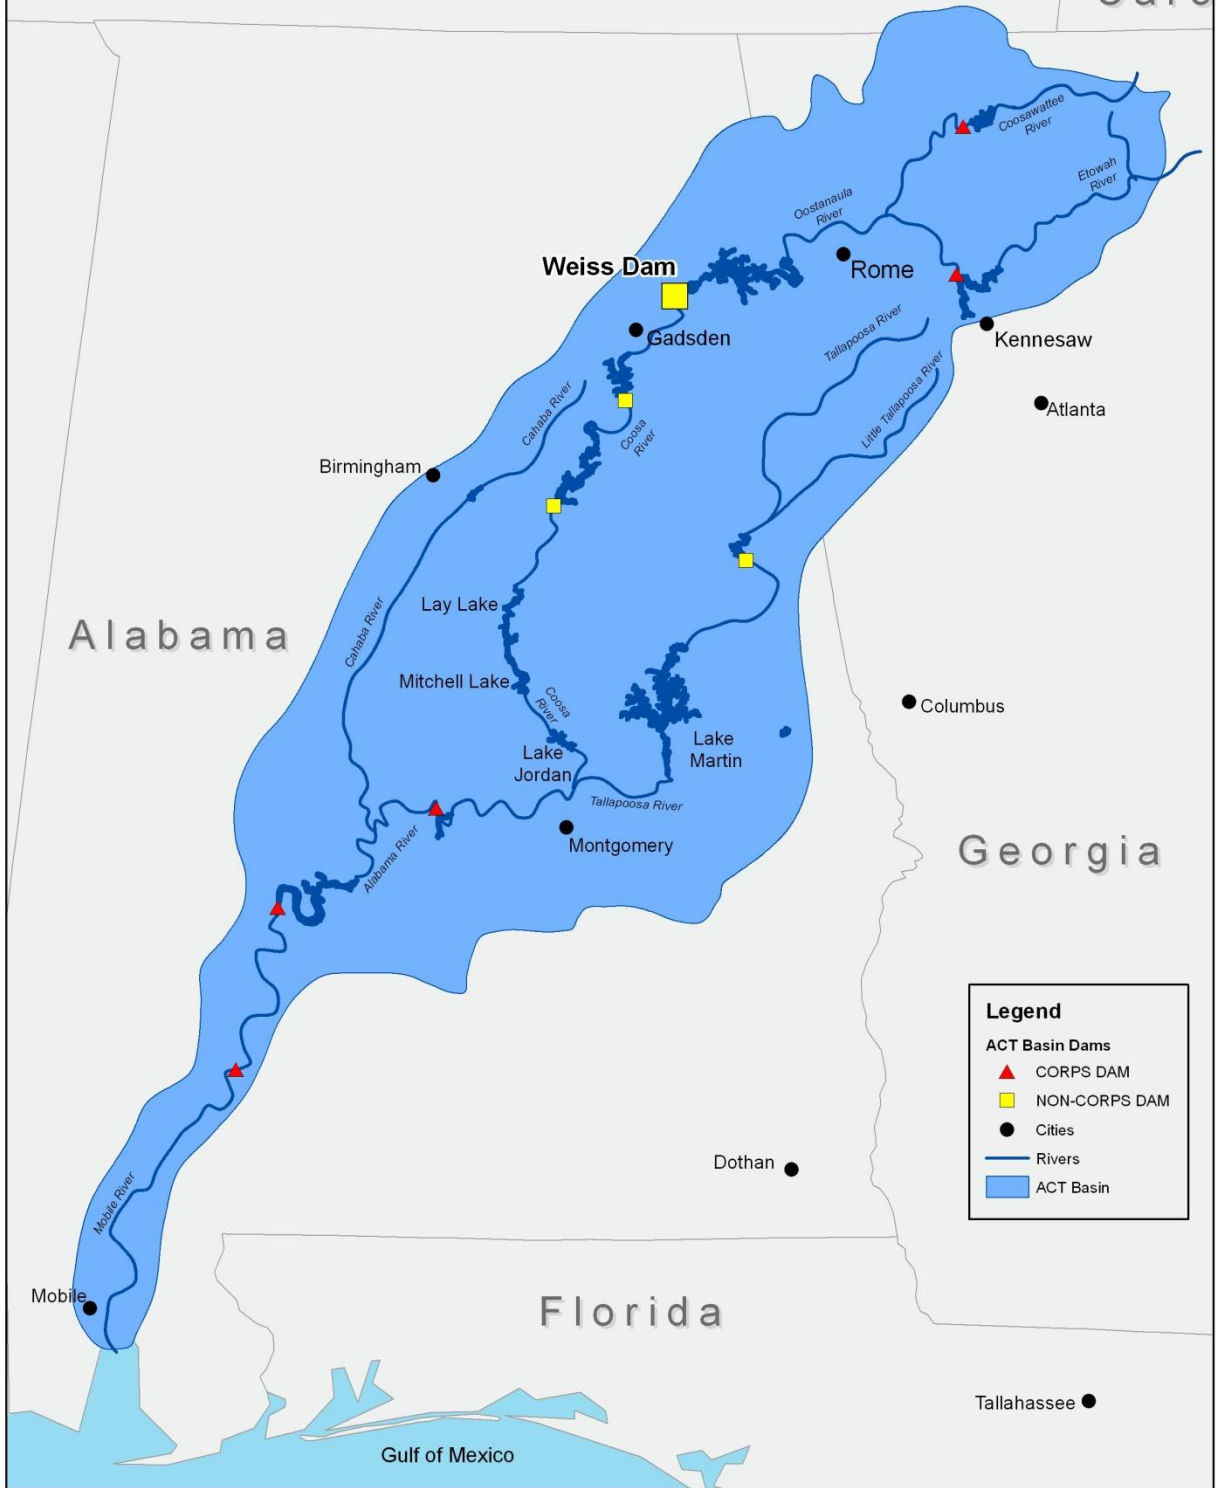 Coosawattee
River
Etowah
River
Oostanaula
River
Weiss Dam
Rome
Gadsden
Tallapoosa River
Kennesaw
Little Tallapoosa River
Atlanta
Cahaba River
Coosa
River
Birmingham
Alabama
Cahaba River
Lay Lake
Mitchell Lake
Coosa
River
Columbus
Lake
Jordan
Lake
Martin
Tallapoosa River
Montgomery
Alabama River
Georgia
Legend
ACT Basin Dams
CORPS DAM
NON-CORPS DAM
Cities
Rivers
ACT Basin
Dothan
Mobile River
Mobile
Florida
Tallahassee
Gulf of Mexico